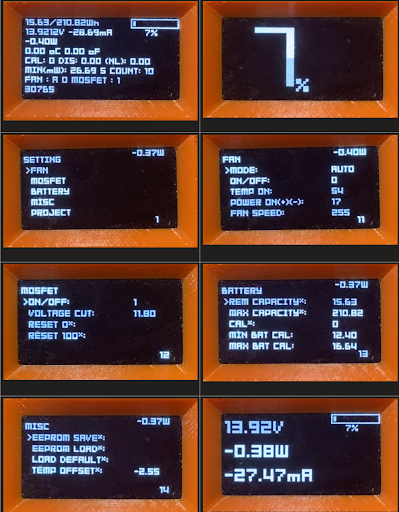 15.63/210.82Wh
13.9212V -28.69mA
7%
-0.40W
0.00 oC 0.00 oF
CAL: 0 DIS: 0.00 (NL): 0.00
MIN(mW): 26.69 S COUNT: 10
FAN : A 0 MOSFET : 1
30765
7%
-0.37W
SETTING
>FAN
MOSFET
BATTERY
MISC
PROJECT
1
-0.40W
FAN
>MODE: AUTO
ON/OFF: 0
TEMP ON: 54
POWER ON(+)(-): 17
FAN SPEED: 255
11
MOSFET
>ON/OFF: 1
VOLTAGE CUT: 11.80
RESET 0*:
RESET 100*:
12
-0.37W
BATTERY
>REM CAPACITY*: 15.63
MAX CAPACITY*: 210.82
CAL*: 0
MIN BAT CAL: 12.40
MAX BAT CAL: 16.64
13
-0.37W
MISC
>EEPROM SAVE*:
EEPROM LOAD*:
LOAD DEFAULT*:
TEMP OFFSET*: -2.55
14
13.92V
7%
-0.38W
-27.47mA